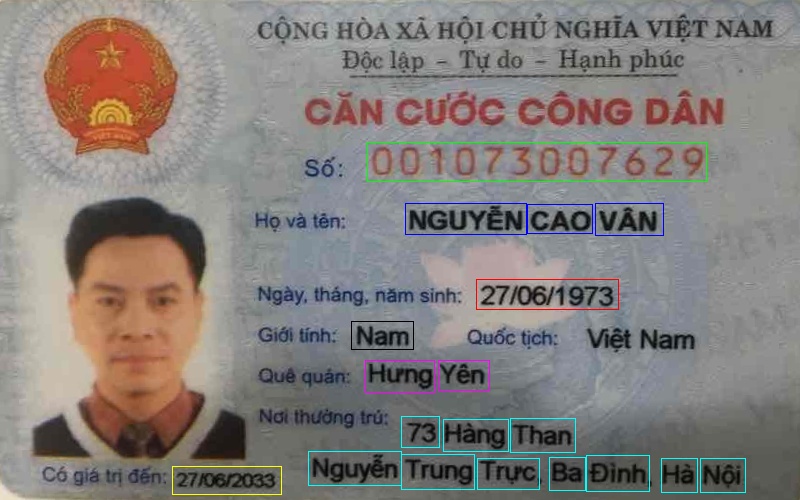 CỘNG HÒA XÃ HỘI CHỦ NGHĨA VIỆT NAM
Độc lập – Tự do – Hạnh phúc
CĂN CƯỚC CÔNG DÂN
Số: 001073007629
Họ và tên: NGUYỄN CAO VÂN
Ngày, tháng, năm sinh: 27/06/1973
Giới tính: Nam Quốc tịch: Việt Nam
Quê quán: Hưng Yên
Nơi thường trú: 73 Hàng Than
Nguyễn Trung Trực, Ba Đình, Hà Nội
Có giá trị đến: 27/06/2033